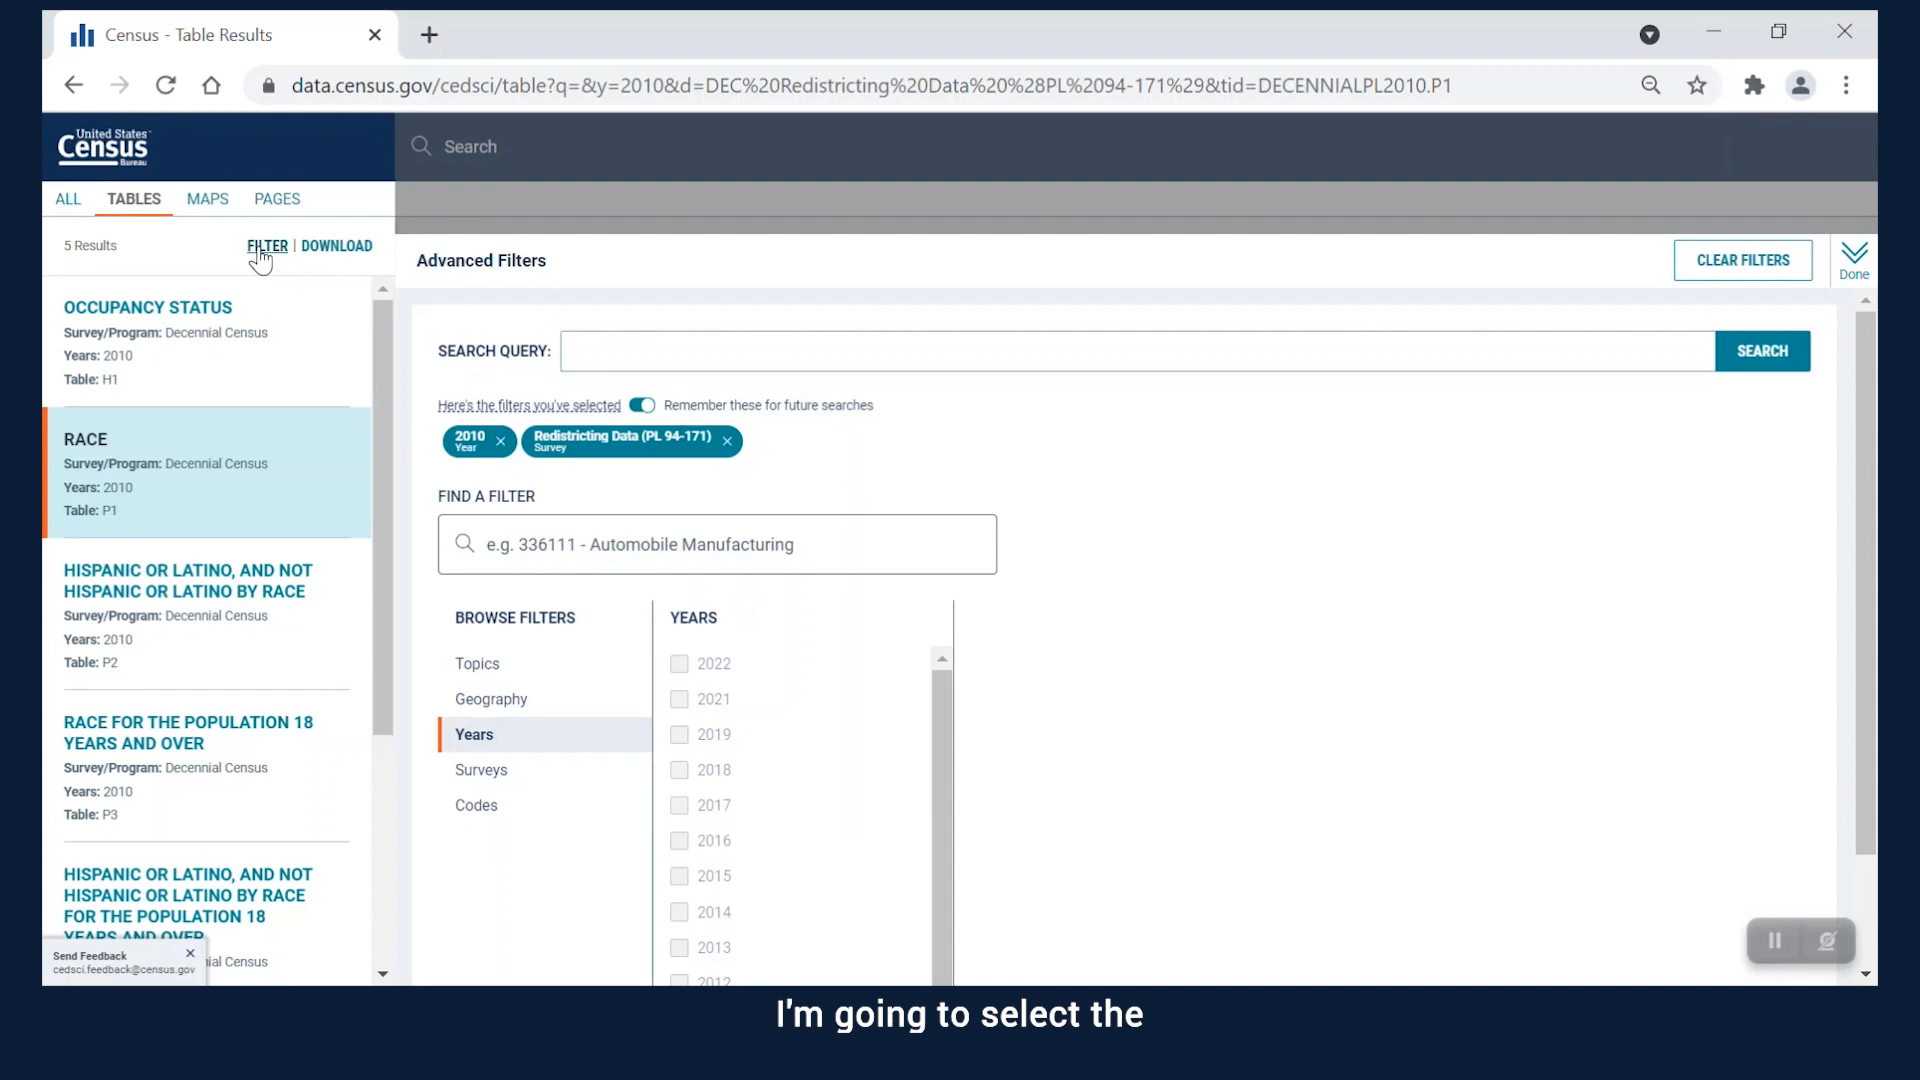 Census - Table Results
data.census.gov/cedsci/table?q=&y=2010&d=DEC%20Redistricting%20Data%20%28PL%2094-171%29&tid=DECENNIALPL2010.P1
United States
Census
Bureau
Search
ALL TABLES MAPS PAGES
5 Results FILTER | DOWNLOAD
OCCUPANCY STATUS
Survey/Program: Decennial Census
Years: 2010
Table: H1
RACE
Survey/Program: Decennial Census
Years: 2010
Table: P1
HISPANIC OR LATINO, AND NOT
HISPANIC OR LATINO BY RACE
Survey/Program: Decennial Census
Years: 2010
Table: P2
RACE FOR THE POPULATION 18
YEARS AND OVER
Survey/Program: Decennial Census
Years: 2010
Table: P3
HISPANIC OR LATINO, AND NOT
HISPANIC OR LATINO BY RACE
FOR THE POPULATION 18
YEARS AND OVER
nial Census
Send Feedback
cedsci.feedback@census.gov
Advanced Filters
CLEAR FILTERS
Done
SEARCH QUERY:
SEARCH
Here's the filters you've selected Remember these for future searches
2010
Year
Redistricting Data (PL 94-171)
Survey
FIND A FILTER
e.g. 336111 - Automobile Manufacturing
BROWSE FILTERS
Topics
Geography
Years
Surveys
Codes
YEARS
2022
2021
2019
2018
2017
2016
2015
2014
2013
2012
I'm going to select the